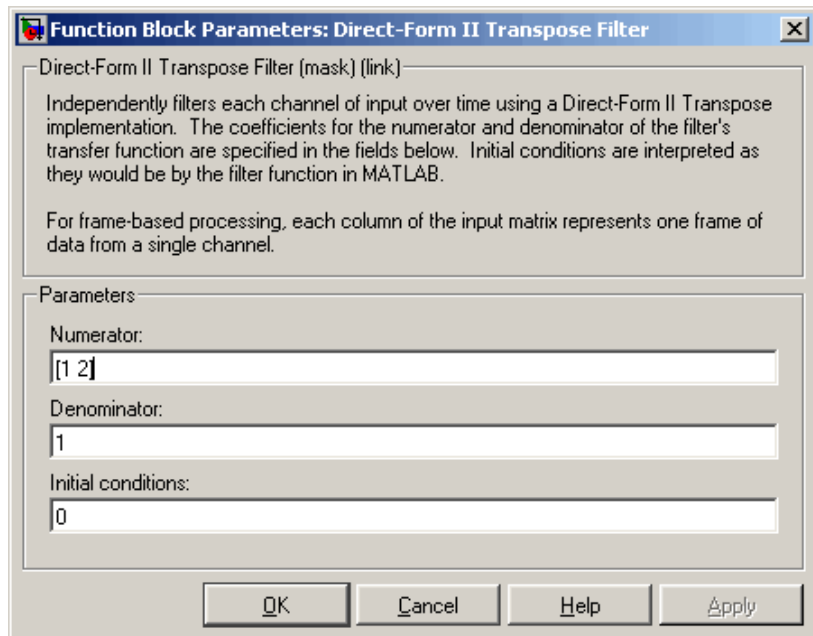 Function Block Parameters: Direct-Form II Transpose Filter
Direct-Form II Transpose Filter (mask) (link)
Independently filters each channel of input over time using a Direct-Form II Transpose
implementation.  The coefficients for the numerator and denominator of the filter's
transfer function are specified in the fields below.  Initial conditions are interpreted as
they would be by the filter function in MATLAB.
For frame-based processing, each column of the input matrix represents one frame of
data from a single channel.
Parameters
Numerator:
[1 2]
Denominator:
1
Initial conditions:
0
OK Cancel Help Apply